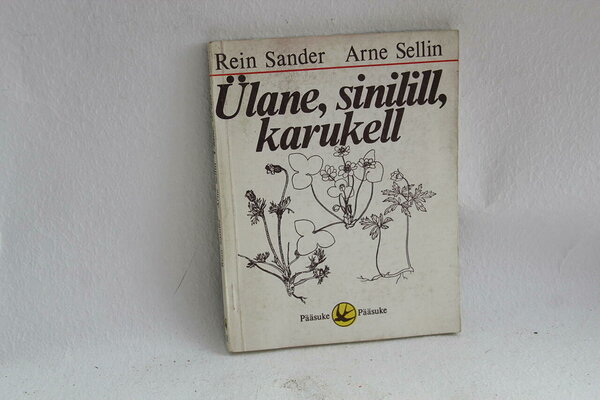 Rein Sander Arne Sellin
Ülane, sinilill,
karukell
Pääsuke Pääsuke